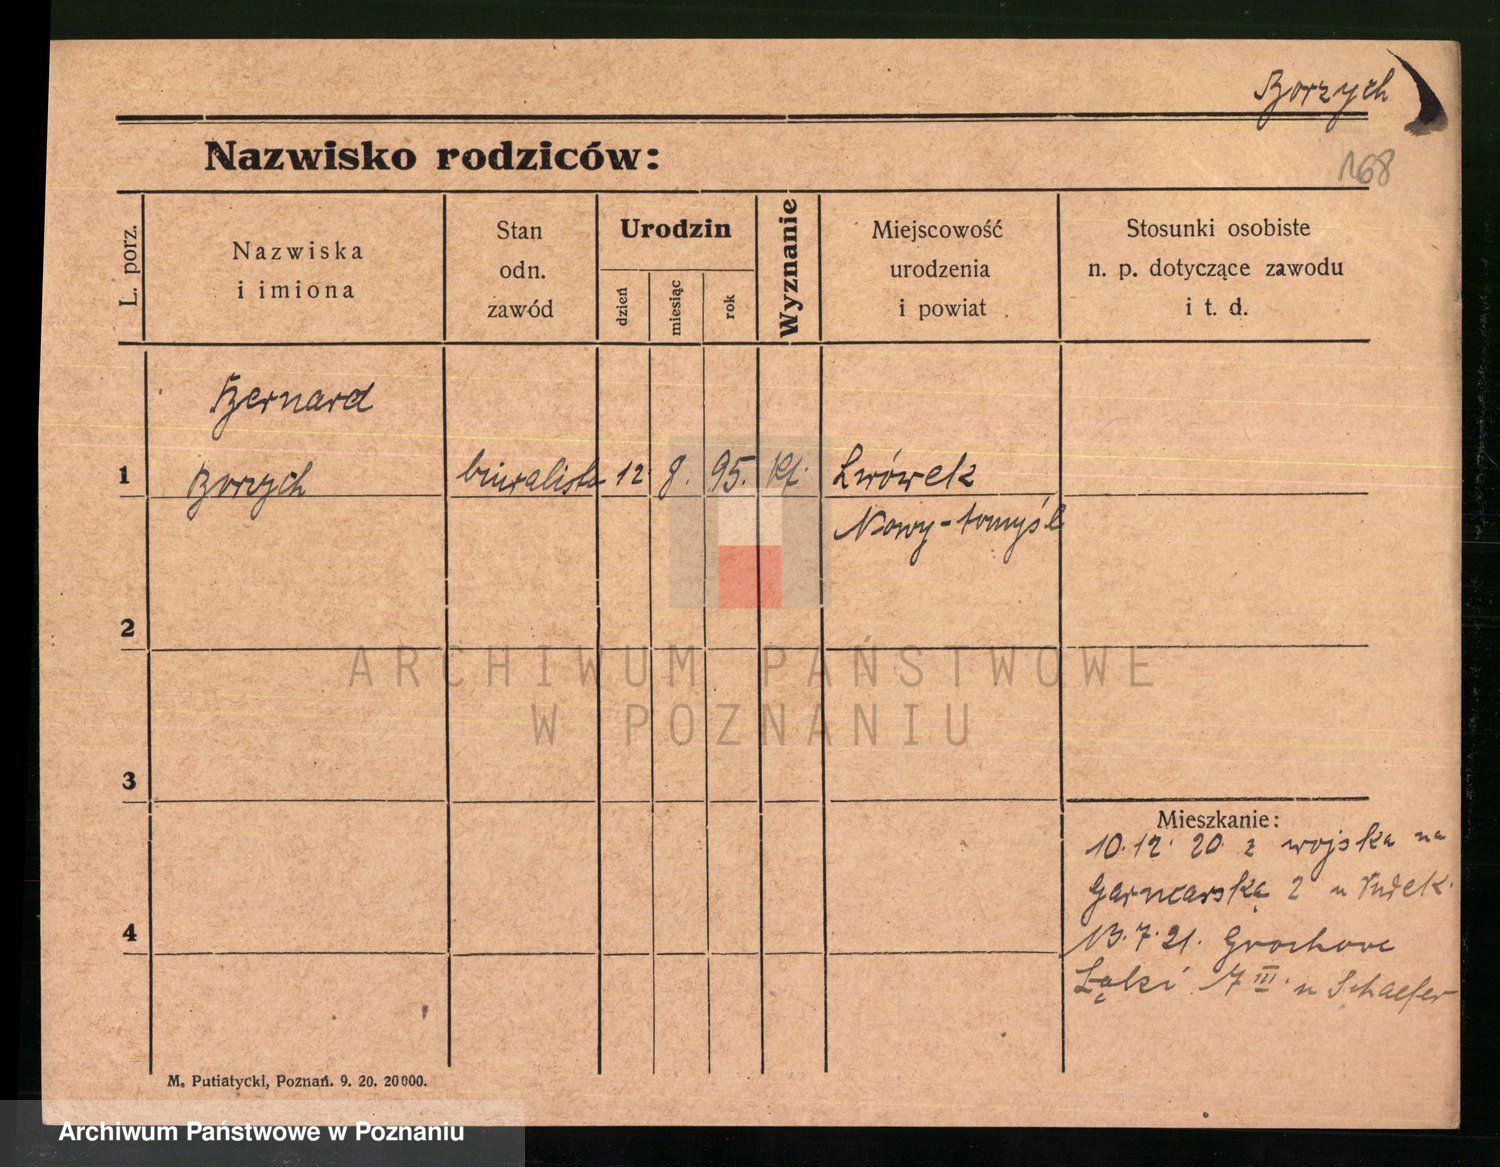 Borzych
168
Nazwisko rodziców:
L. porz.
Nazwiska
i imiona
Stan
odn.
zawód
Urodzin
dzień
miesiąc
rok
Wyznanie
Miejscowość
urodzenia
i powiat
Stosunki osobiste
n. p. dotyczące zawodu
i t. d.
Bernard
1 Borzych biuralista 12. 8. 95. kt. Lwówek
Nowy-tomyśl
2
3
4
Mieszkanie:
10.12.20 z wojska na
Garncarską 2 u
13.7.21. Grochowe
Łąki 7 III u Schaefer
M. Putiatycki, Poznań. 9. 20. 20000.
ARCHIWUM PAŃSTWOWE
W POZNANIU
Archiwum Państwowe w Poznaniu